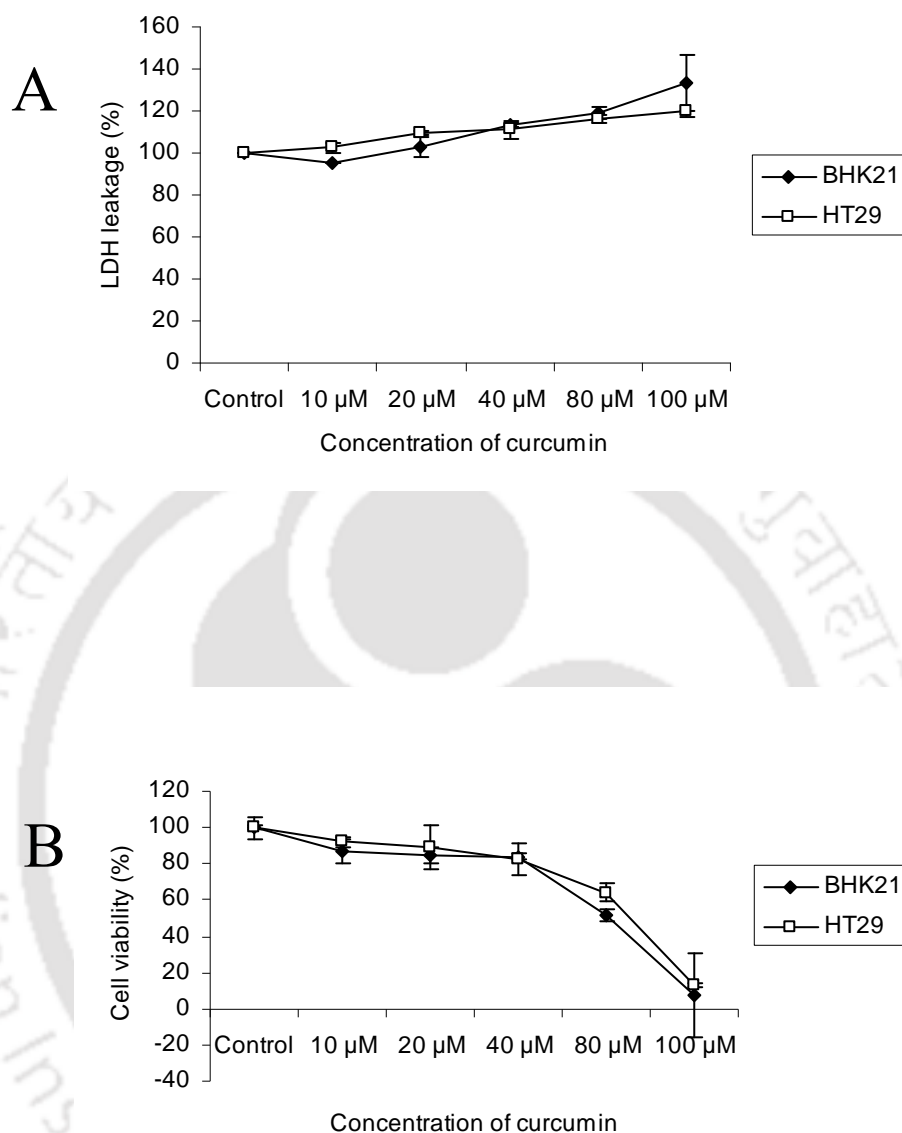 A
160
140
120
100
80
60
40
20
0
LDH leakage (%)
Control 10 µM 20 µM 40 µM 80 µM 100 µM
Concentration of curcumin
BHK21
HT29
B
120
100
80
60
40
20
0
-20
-40
Cell viability (%)
Control 10 µM 20 µM 40 µM 80 µM 100 µM
Concentration of curcumin
BHK21
HT29